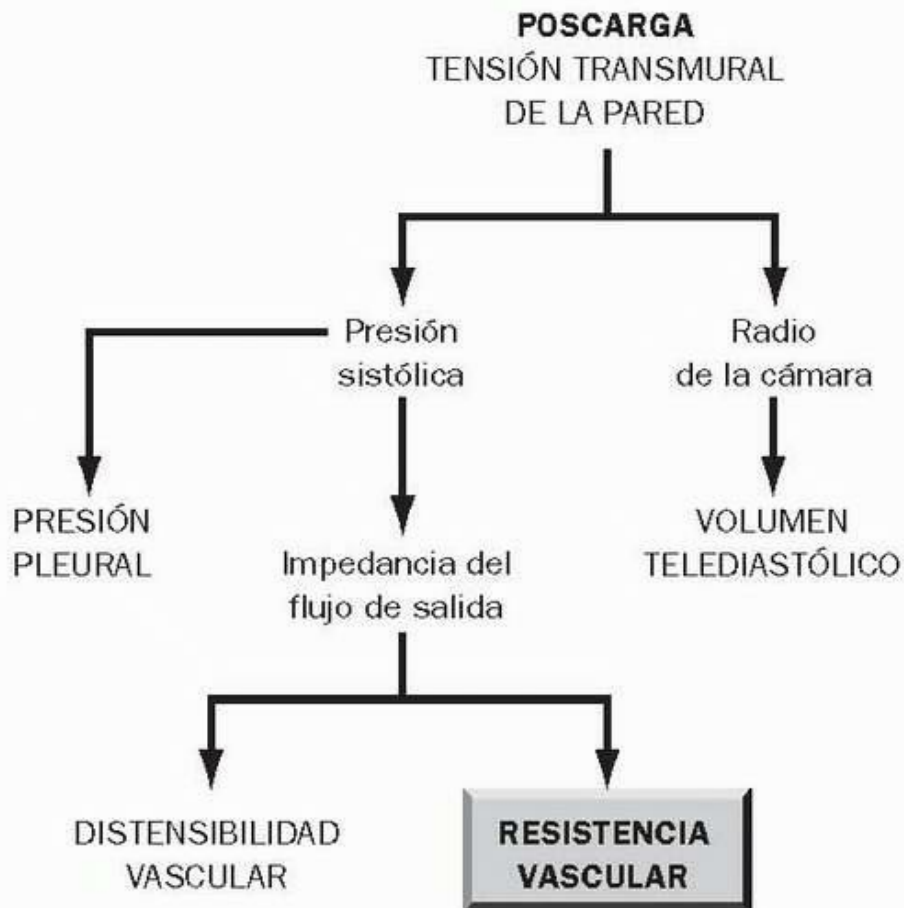 POSCARGA
TENSIÓN TRANSMURAL
DE LA PARED
Presión
sistólica
Radio
de la cámara
PRESIÓN
PLEURAL
Impedancia del
flujo de salida
VOLUMEN
TELEDIASTÓLICO
DISTENSIBILIDAD
VASCULAR
RESISTENCIA
VASCULAR